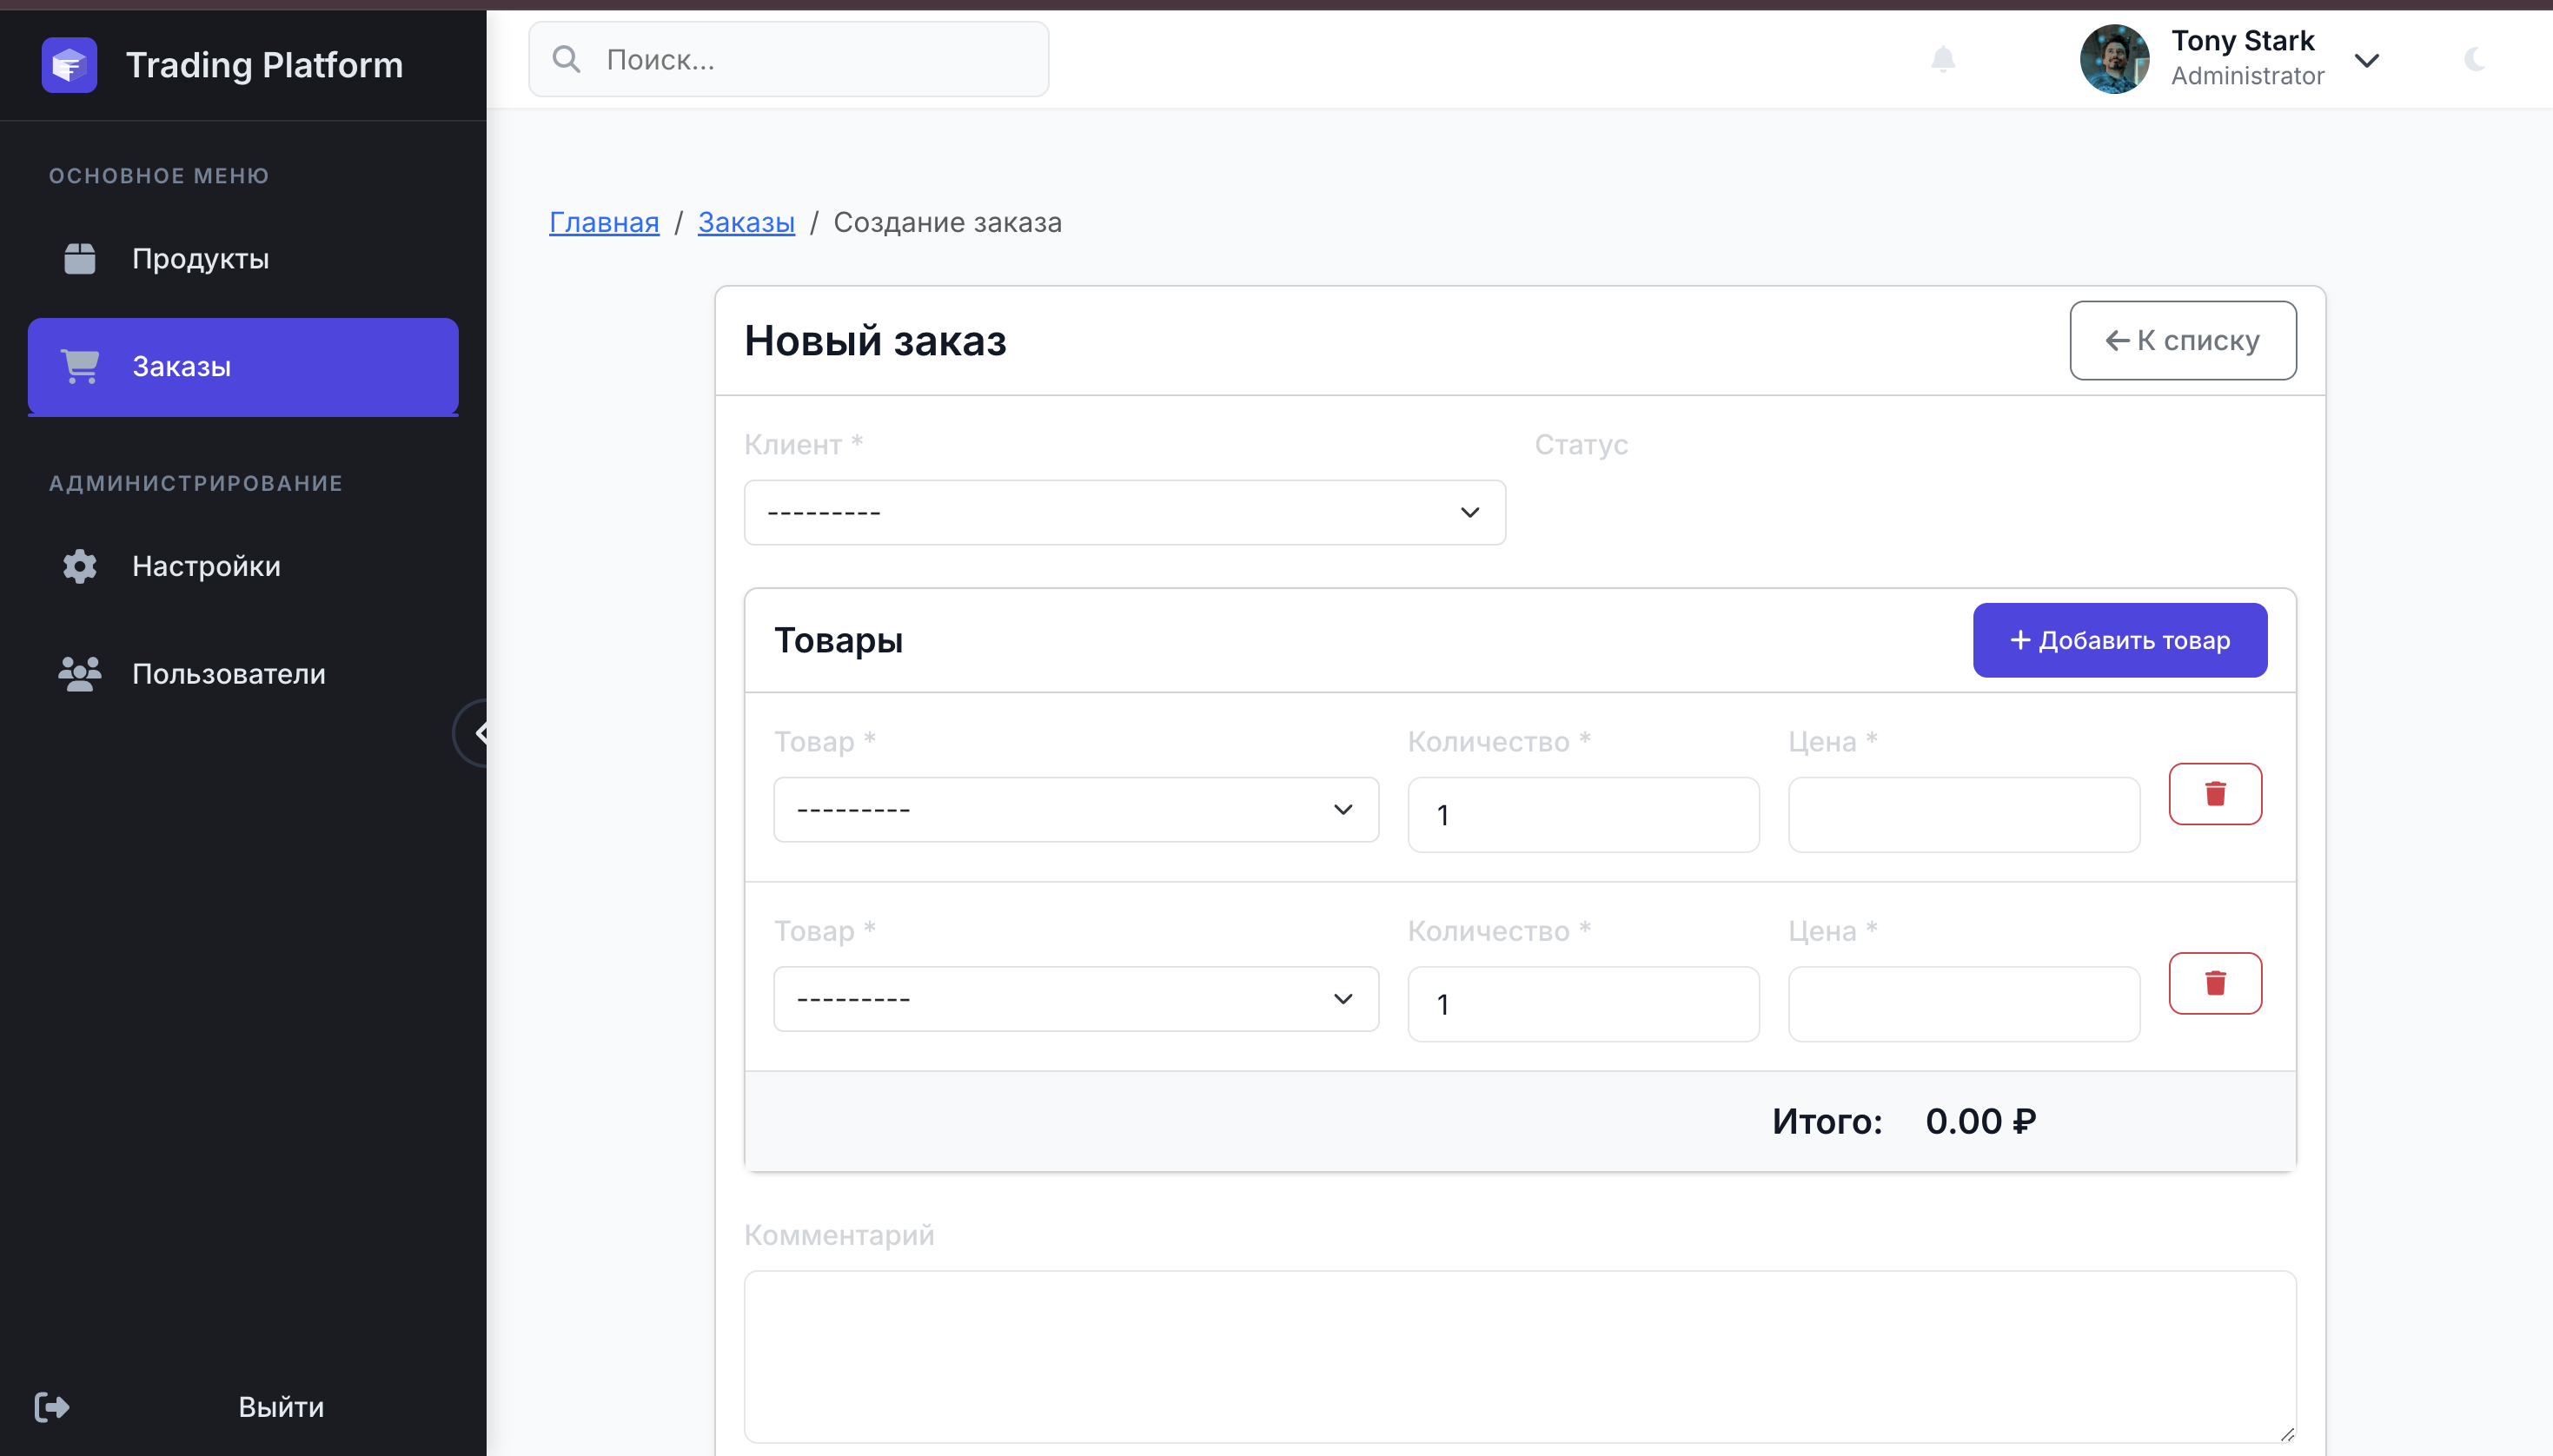 Trading Platform
Поиск...
Tony Stark
Administrator
ОСНОВНОЕ МЕНЮ
Продукты
Заказы
АДМИНИСТРИРОВАНИЕ
Настройки
Пользователи
Выйти
Главная / Заказы / Создание заказа
Новый заказ
К списку
Клиент *
Статус
---------
Товары
+ Добавить товар
Товар * Количество * Цена *
--------- 1
Товар * Количество * Цена *
--------- 1
Итого: 0.00 ₽
Комментарий